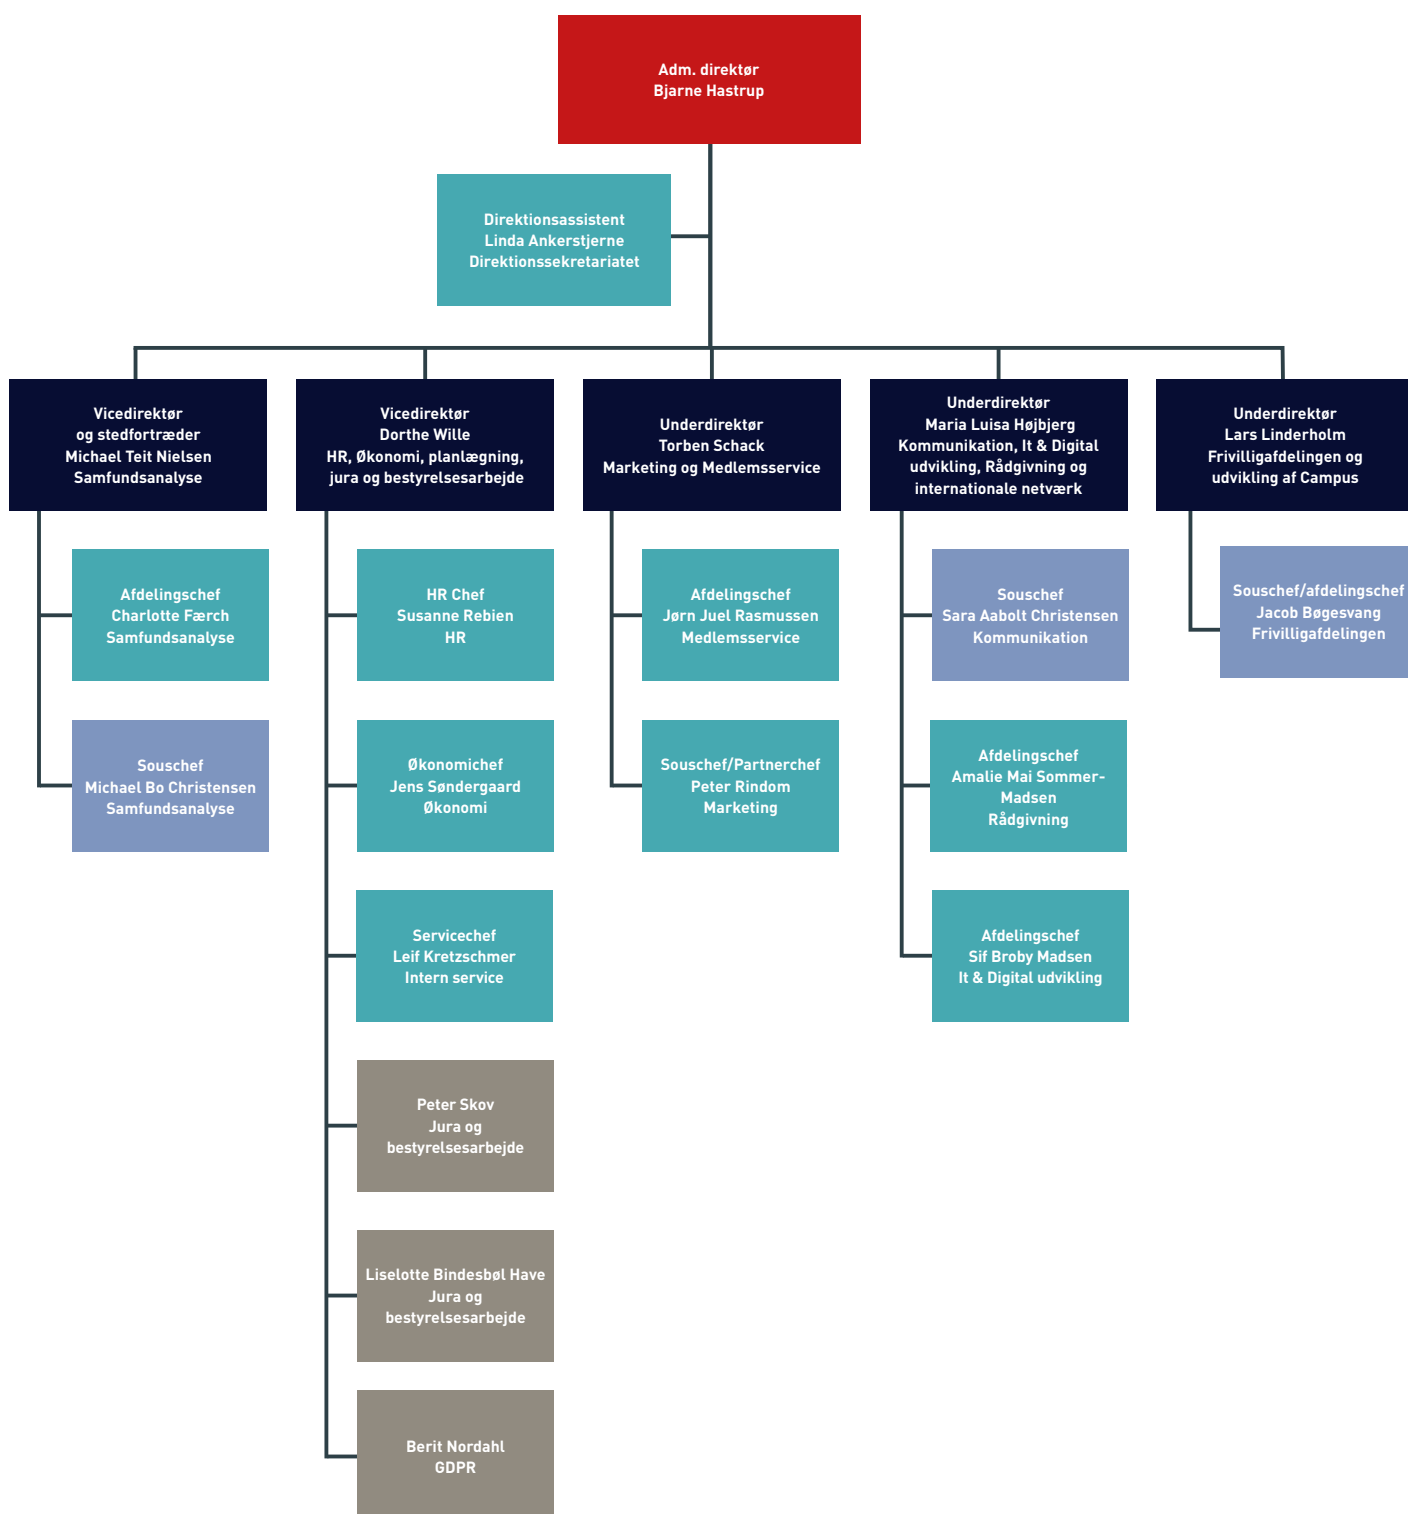 Adm. direktør
Bjarne Hastrup
Direktionsassistent
Linda Ankerstjerne
Direktionssekretariatet
Vicedirektør
og stedfortræder
Michael Teit Nielsen
Samfundsanalyse
Vicedirektør
Dorthe Wille
HR, Økonomi, planlægning,
jura og bestyrelsesarbejde
Underdirektør
Torben Schack
Marketing og Medlemsservice
Underdirektør
Maria Luisa Højbjerg
Kommunikation, It & Digital
udvikling, Rådgivning og
internationale netværk
Underdirektør
Lars Linderholm
Frivilligafdelingen og
udvikling af Campus
Afdelingschef
Charlotte Færch
Samfundsanalyse
Souschef
Michael Bo Christensen
Samfundsanalyse
HR Chef
Susanne Rebien
HR
Økonomichef
Jens Søndergaard
Økonomi
Servicechef
Leif Kretzschmer
Intern service
Peter Skov
Jura og
bestyrelsesarbejde
Liselotte Bindesbøl Have
Jura og
bestyrelsesarbejde
Berit Nordahl
GDPR
Afdelingschef
Jørn Juel Rasmussen
Medlemsservice
Souschef/Partnerchef
Peter Rindom
Marketing
Souschef
Sara Aabolt Christensen
Kommunikation
Afdelingschef
Amalie Mai Sommer-
Madsen
Rådgivning
Afdelingschef
Sif Broby Madsen
It & Digital udvikling
Souschef/afdelingschef
Jacob Bøgesvang
Frivilligafdelingen